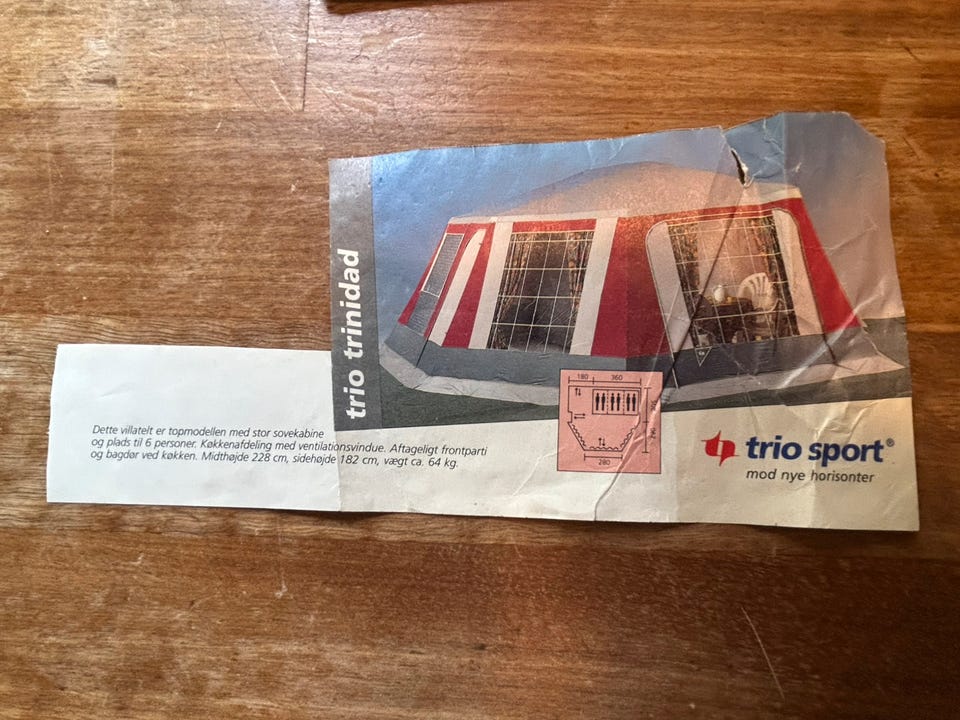 trio trinidad
Dette villatelt er topmodellen med stor sovekabine
og plads til 6 personer. Køkkenafdeling med ventilationsvindue. Aftageligt frontparti
og bagdør ved køkken. Midthøjde 228 cm, sidehøjde 182 cm, vægt ca. 64 kg.
180 360
280
trio sport®
mod nye horisonter